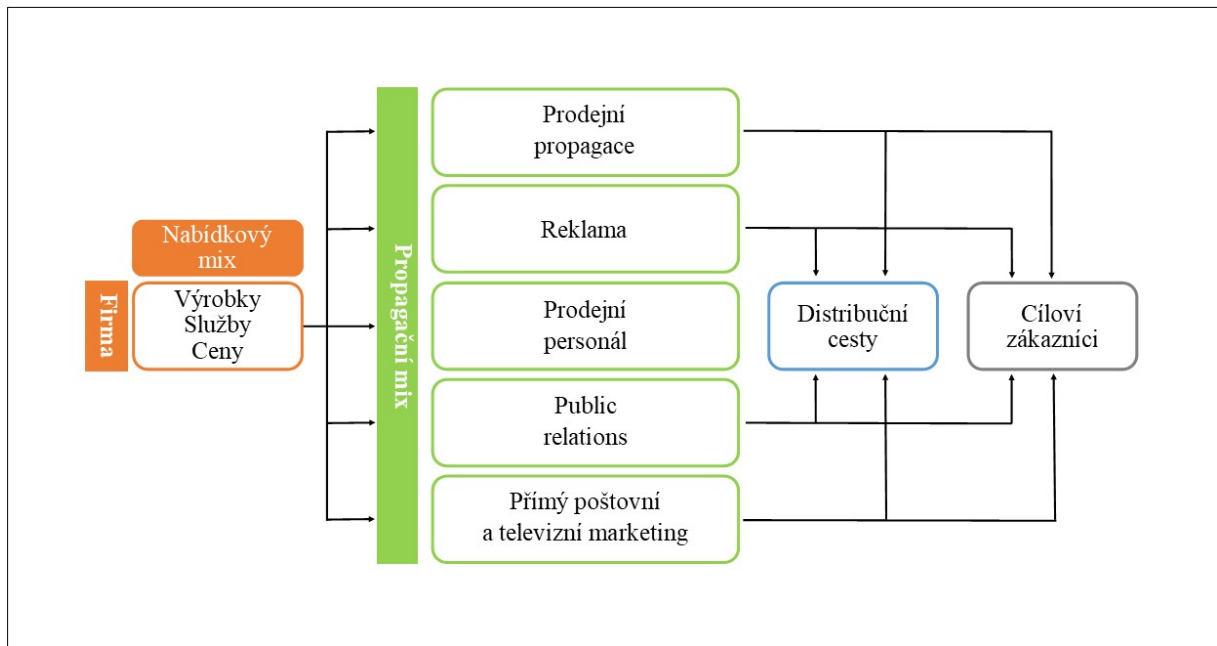 Firma
Nabídkový
mix
Výrobky
Služby
Ceny
Propagační mix
Prodejní
propagace
Reklama
Prodejní
personál
Public
relations
Přímý poštovní
a televizní marketing
Distribuční
cesty
Cíloví
zákazníci